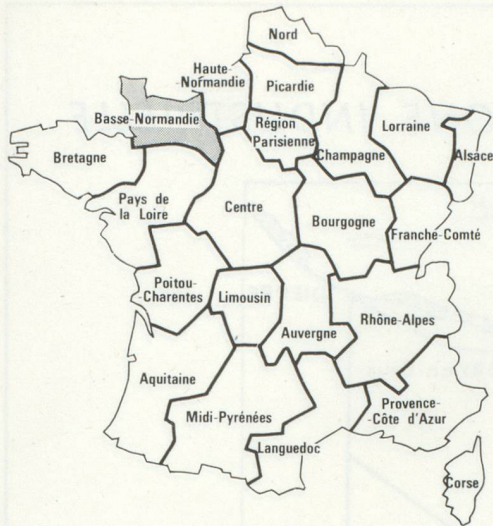 Nord
Haute-
-Normandie
Picardie
Basse-Normandie
Région
Parisienne
Lorraine
Champagne
Alsace
Bretagne
Pays de
la Loire
Centre
Bourgogne
Franche-Comté
Poitou-
Charentes
Limousin
Auvergne
Rhône-Alpes
Aquitaine
Midi-Pyrénées
Provence-
-Côte d'Azur
Languedoc
Corse